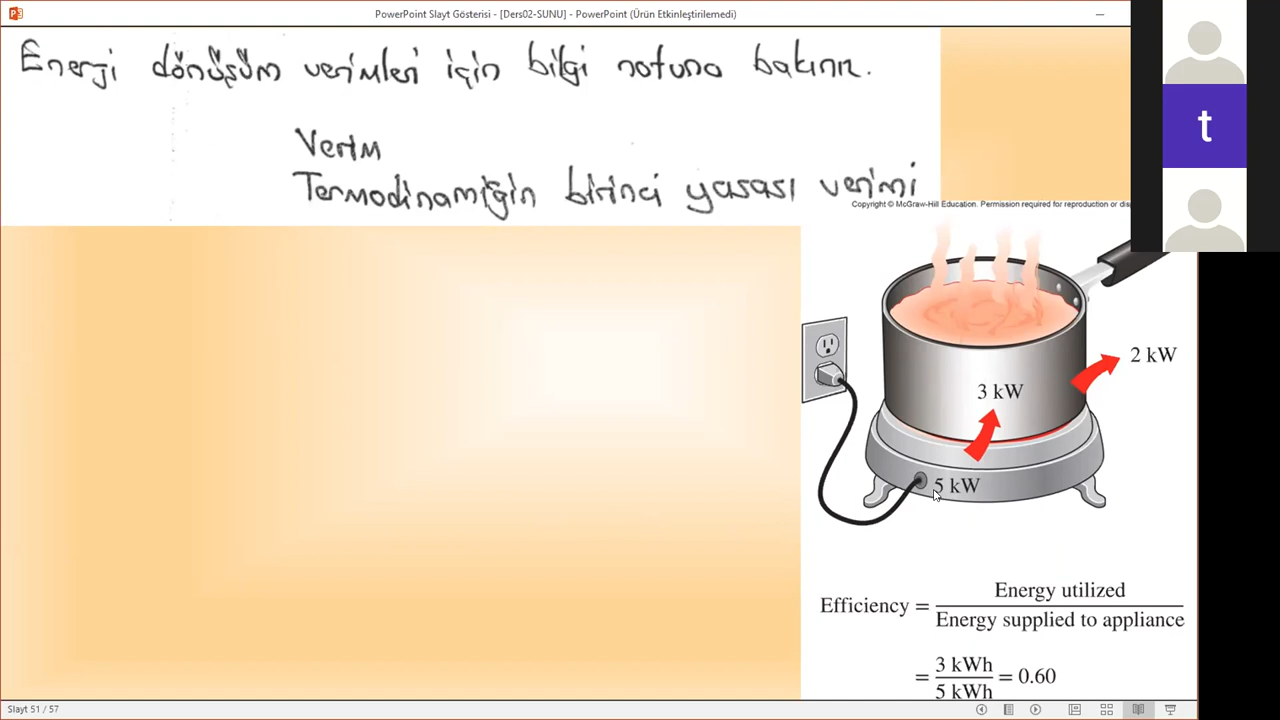 PowerPoint Slayt Gösterisi - [Ders02-SUNU] - PowerPoint (Ürün Etkinleştirilemedi)
Enerji dönüşüm verimleri için bilgi notuna bakınız.
Verim
Termodinamiğin birinci yasası verimi
Copyright © McGraw-Hill Education. Permission required for reproduction or
t
2 kW
3 kW
5 kW
Efficiency = Energy utilized / Energy supplied to appliance
= 3 kWh / 5 kWh = 0.60
Slayt 51 / 57